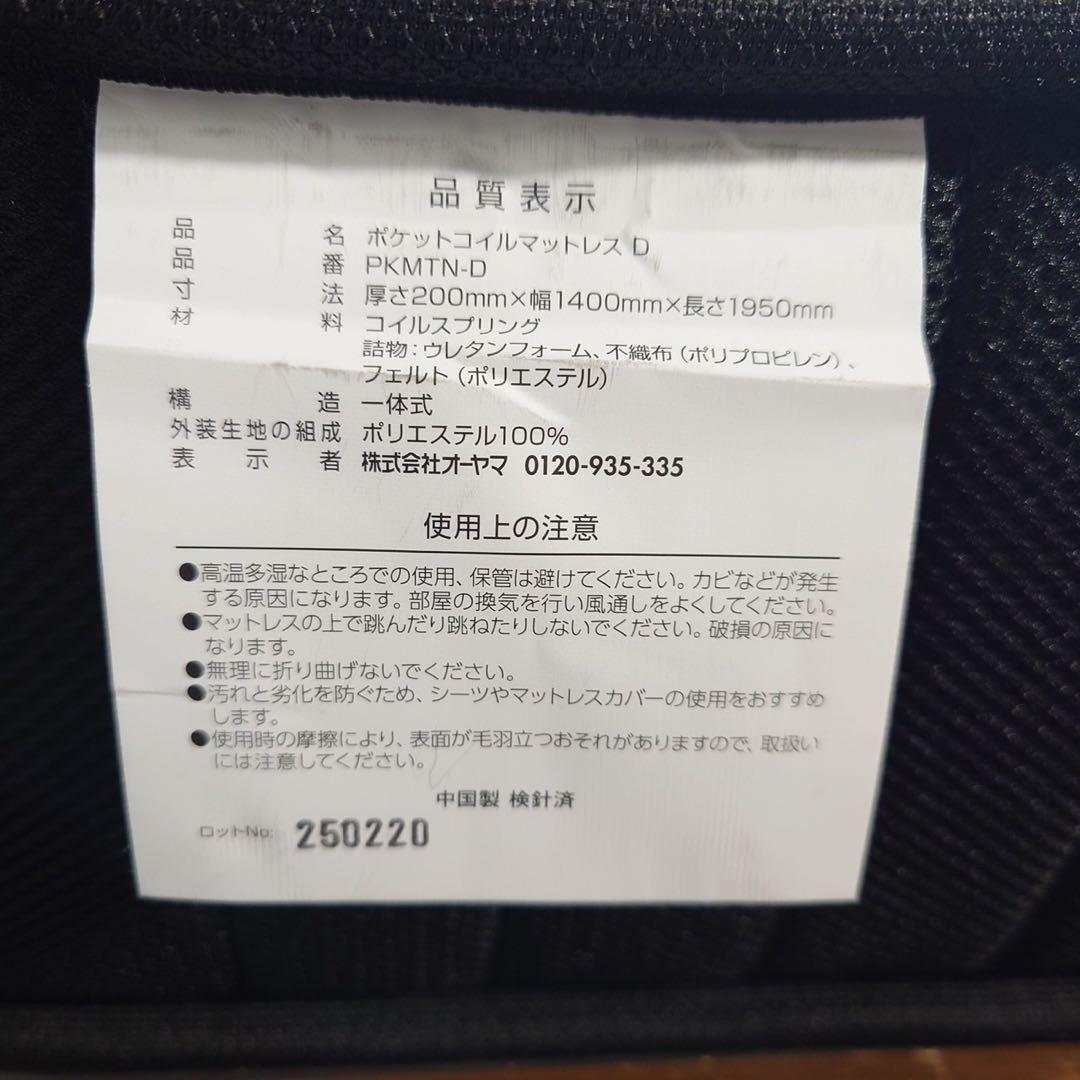 品質表示
品名 ポケットコイルマットレス D
品番 PKMTN-D
寸法 厚さ200mm×幅1400mm×長さ1950mm
材料 コイルスプリング
詰物：ウレタンフォーム、不織布（ポリプロピレン）、
フェルト（ポリエステル）
構造 一体式
外装生地の組成 ポリエステル100%
表示者 株式会社オーヤマ 0120-935-335
使用上の注意
●高温多湿なところでの使用、保管は避けてください。カビなどが発生
する原因になります。部屋の換気を行い風通しをよくしてください。
●マットレスの上で跳んだり跳ねたりしないでください。破損の原因に
なります。
●無理に折り曲げないでください。
●汚れと劣化を防ぐため、シーツやマットレスカバーの使用をおすすめ
します。
●使用時の摩擦により、表面が毛羽立つおそれがありますので、取扱い
には注意してください。
中国製 検針済
ロットNo: 250220